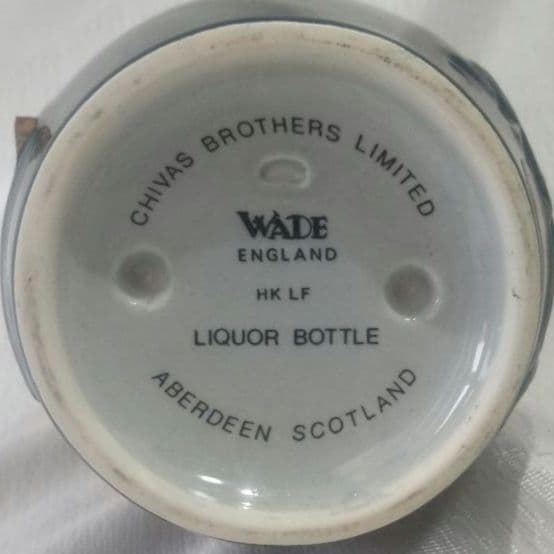 CHIVAS BROTHERS LIMITED
WADE
ENGLAND
HK LF
LIQUOR BOTTLE
ABERDEEN SCOTLAND